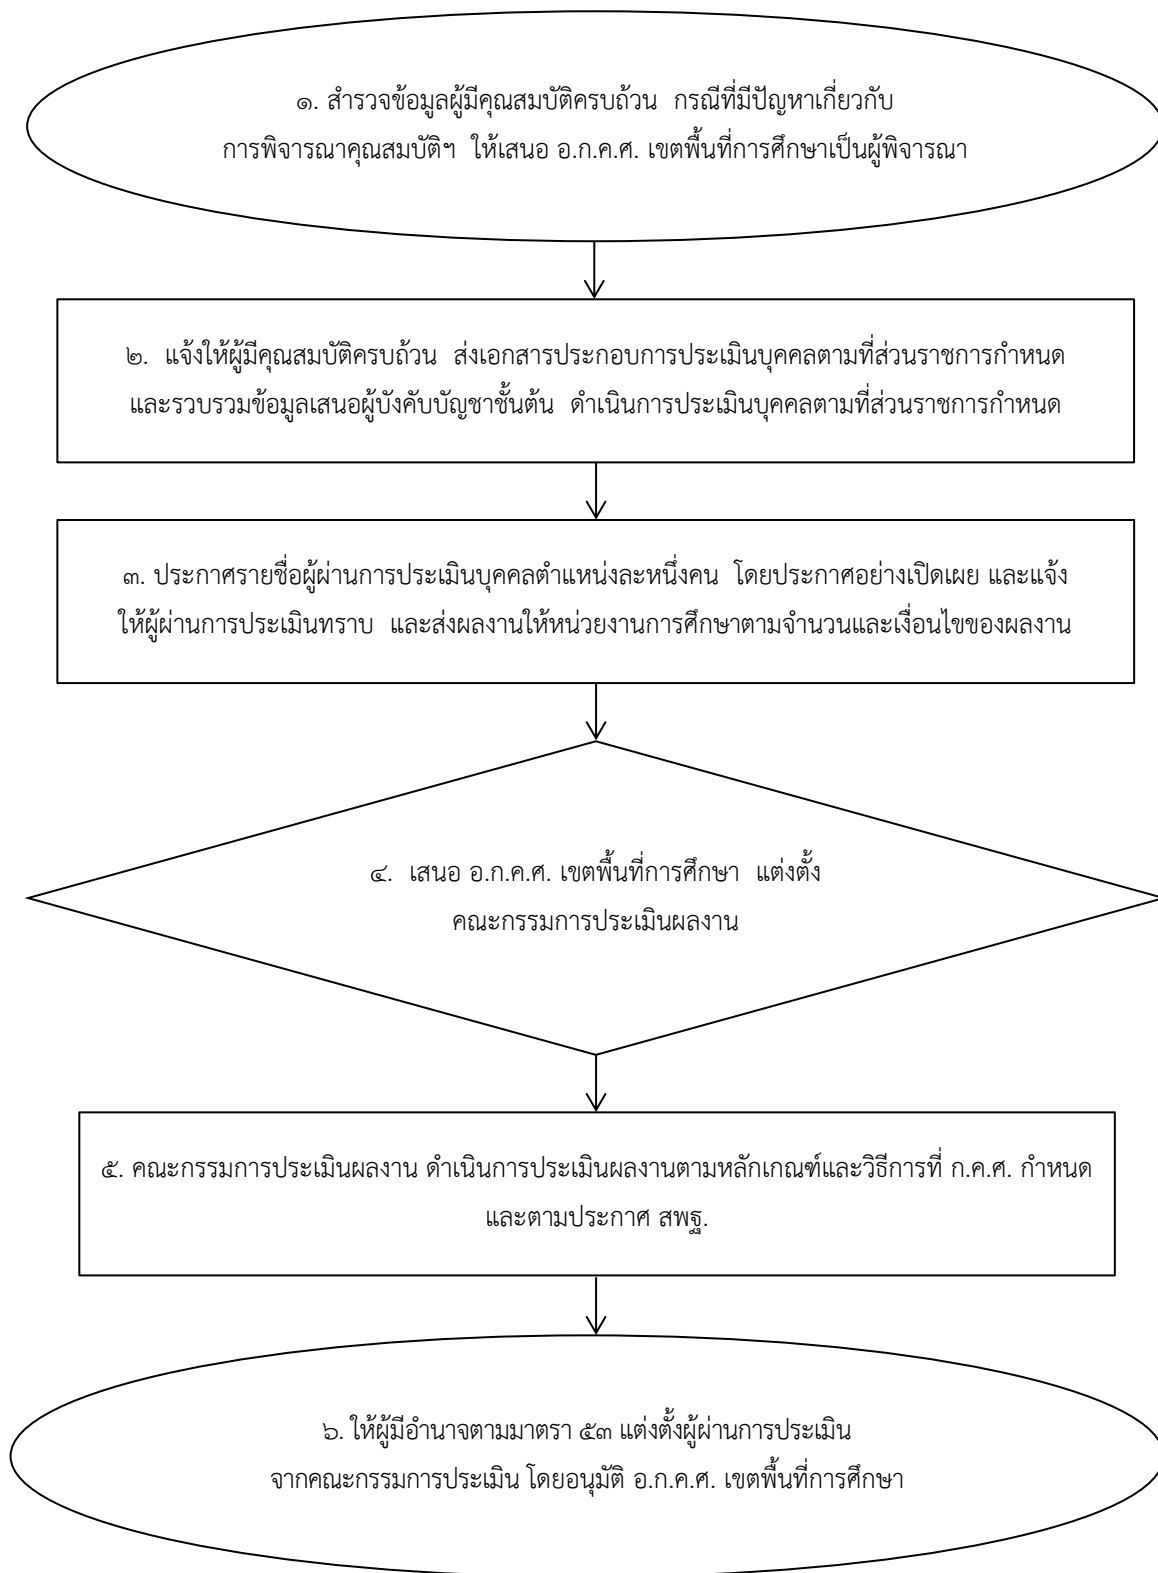 ๑. สำรวจข้อมูลผู้มีคุณสมบัติครบถ้วน กรณีที่มีปัญหาเกี่ยวกับ
การพิจารณาคุณสมบัติฯ ให้เสนอ อ.ก.ค.ศ. เขตพื้นที่การศึกษาเป็นผู้พิจารณา
๒. แจ้งให้ผู้มีคุณสมบัติครบถ้วน ส่งเอกสารประกอบการประเมินบุคคลตามที่ส่วนราชการกำหนด
และรวบรวมข้อมูลเสนอผู้บังคับบัญชาชั้นต้น ดำเนินการประเมินบุคคลตามที่ส่วนราชการกำหนด
๓. ประกาศรายชื่อผู้ผ่านการประเมินบุคคลตำแหน่งละหนึ่งคน โดยประกาศอย่างเปิดเผย และแจ้ง
ให้ผู้ผ่านการประเมินทราบ และส่งผลงานให้หน่วยงานการศึกษาตามจำนวนและเงื่อนไขของผลงาน
๔. เสนอ อ.ก.ค.ศ. เขตพื้นที่การศึกษา แต่งตั้ง
คณะกรรมการประเมินผลงาน
๕. คณะกรรมการประเมินผลงาน ดำเนินการประเมินผลงานตามหลักเกณฑ์และวิธีการที่ ก.ค.ศ. กำหนด
และตามประกาศ สพฐ.
๖. ให้ผู้มีอำนาจตามมาตรา ๕๓ แต่งตั้งผู้ผ่านการประเมิน
จากคณะกรรมการประเมิน โดยอนุมัติ อ.ก.ค.ศ. เขตพื้นที่การศึกษา